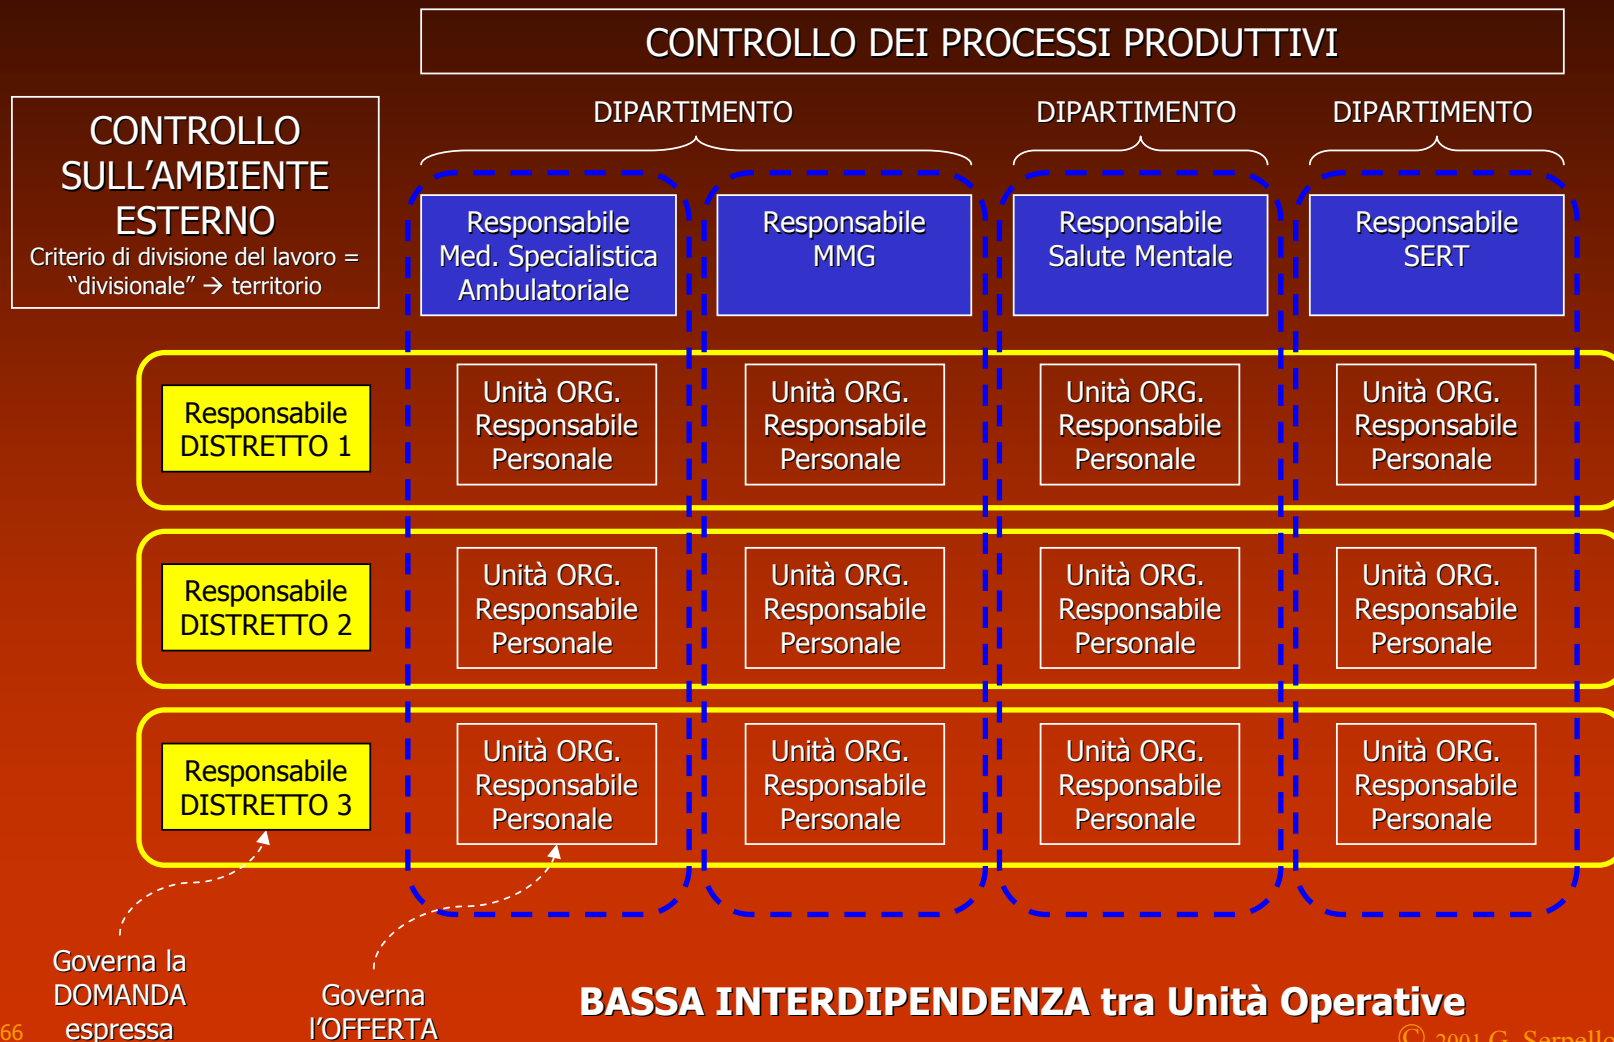 CONTROLLO DEI PROCESSI PRODUTTIVI
CONTROLLO
SULL'AMBIENTE
ESTERNO
Criterio di divisione del lavoro =
“divisionale” → territorio
DIPARTIMENTO
DIPARTIMENTO
DIPARTIMENTO
Responsabile
Med. Specialistica
Ambulatoriale
Responsabile
MMG
Responsabile
Salute Mentale
Responsabile
SERT
Responsabile
DISTRETTO 1
Unità ORG.
Responsabile
Personale
Unità ORG.
Responsabile
Personale
Unità ORG.
Responsabile
Personale
Unità ORG.
Responsabile
Personale
Responsabile
DISTRETTO 2
Unità ORG.
Responsabile
Personale
Unità ORG.
Responsabile
Personale
Unità ORG.
Responsabile
Personale
Unità ORG.
Responsabile
Personale
Responsabile
DISTRETTO 3
Unità ORG.
Responsabile
Personale
Unità ORG.
Responsabile
Personale
Unità ORG.
Responsabile
Personale
Unità ORG.
Responsabile
Personale
Governa la
DOMANDA
espressa
Governa
l'OFFERTA
BASSA INTERDIPENDENZA tra Unità Operative
66
© 2001 G. Serpello